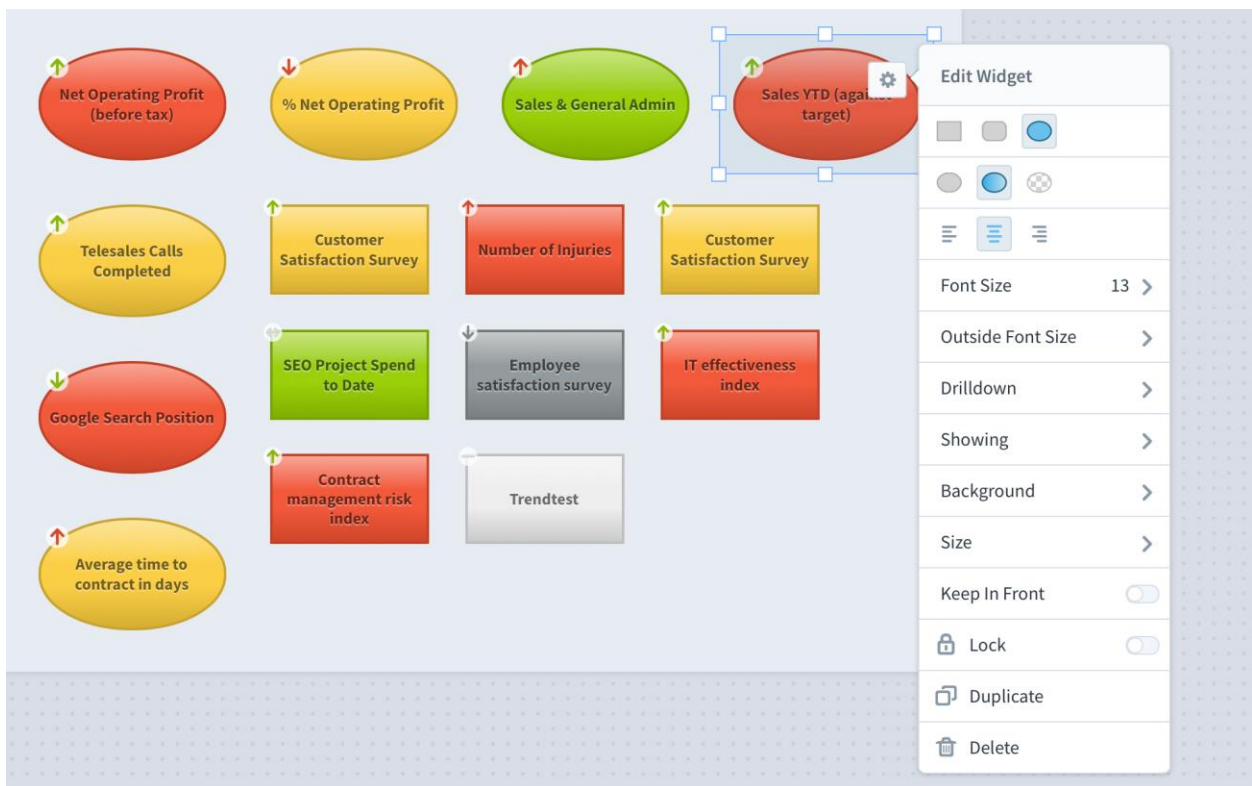 Net Operating Profit
(before tax)
% Net Operating Profit
Sales & General Admin
Sales YTD
target)
Edit Widget
Telesales Calls
Completed
Customer
Satisfaction Survey
Number of Injuries
Customer
Satisfaction Survey
Font Size 13
Outside Font Size
Google Search Position
SEO Project Spend
to Date
Employee
satisfaction survey
IT effectiveness
index
Drilldown
Showing
Contract
management risk
index
Trendtest
Background
Size
Average time to
contract in days
Keep In Front
Lock
Duplicate
Delete